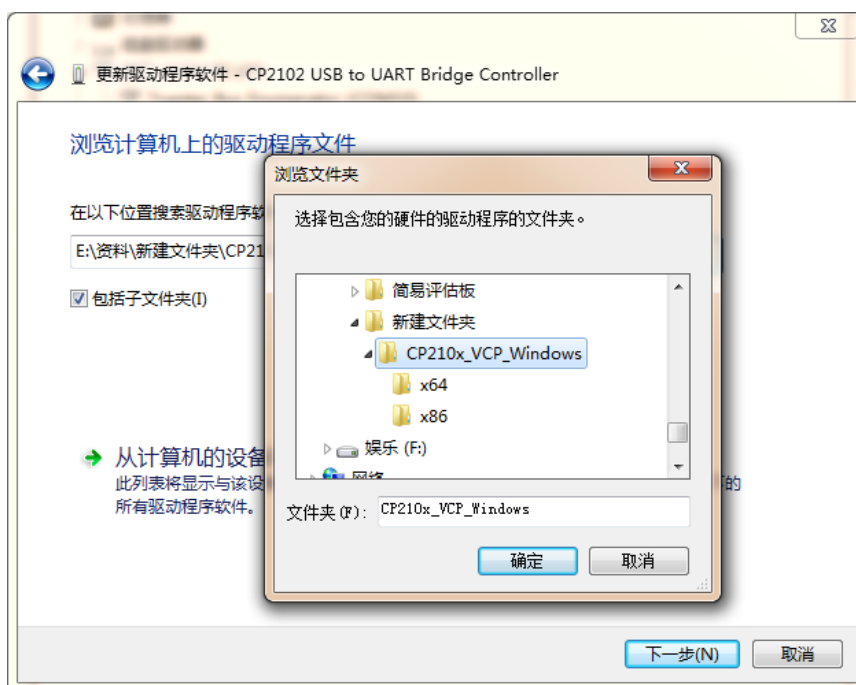 更新驱动程序软件 - CP2102 USB to UART Bridge Controller
浏览计算机上的驱动程序文件
在以下位置搜索驱动程序软
E:\资料\新建文件夹\CP21
包括子文件夹(I)
从计算机的设备
此列表将显示与该设
的
所有驱动程序软件。
浏览文件夹
选择包含您的硬件的驱动程序的文件夹。
简易评估板
新建文件夹
CP210x_VCP_Windows
x64
x86
娱乐 (F:)
网络
文件夹(F):
CP210x_VCP_Windows
确定
取消
下一步(N)
取消